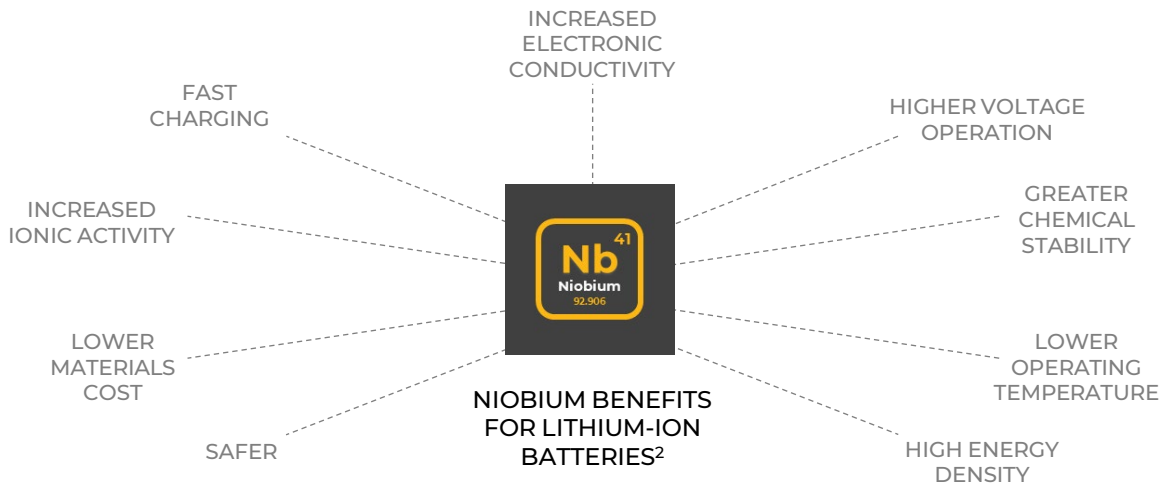 INCREASED
ELECTRONIC
CONDUCTIVITY
FAST
CHARGING
HIGHER VOLTAGE
OPERATION
INCREASED
IONIC ACTIVITY
GREATER
CHEMICAL
STABILITY
41
Nb
Niobium
92.906
LOWER
MATERIALS
COST
LOWER
OPERATING
TEMPERATURE
SAFER
NIOBIUM BENEFITS
FOR LITHIUM-ION
BATTERIES²
HIGH ENERGY
DENSITY